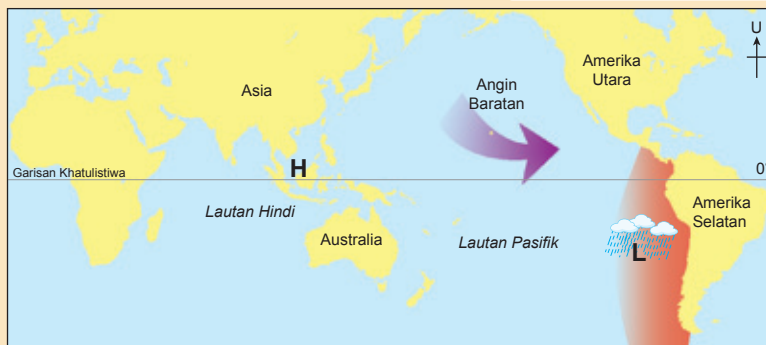 U
Amerika
Utara
Asia
Angin
Baratan
H
Garisan Khatulistiwa
0°
Lautan Hindi
Amerika
Selatan
Australia
Lautan Pasifik
L